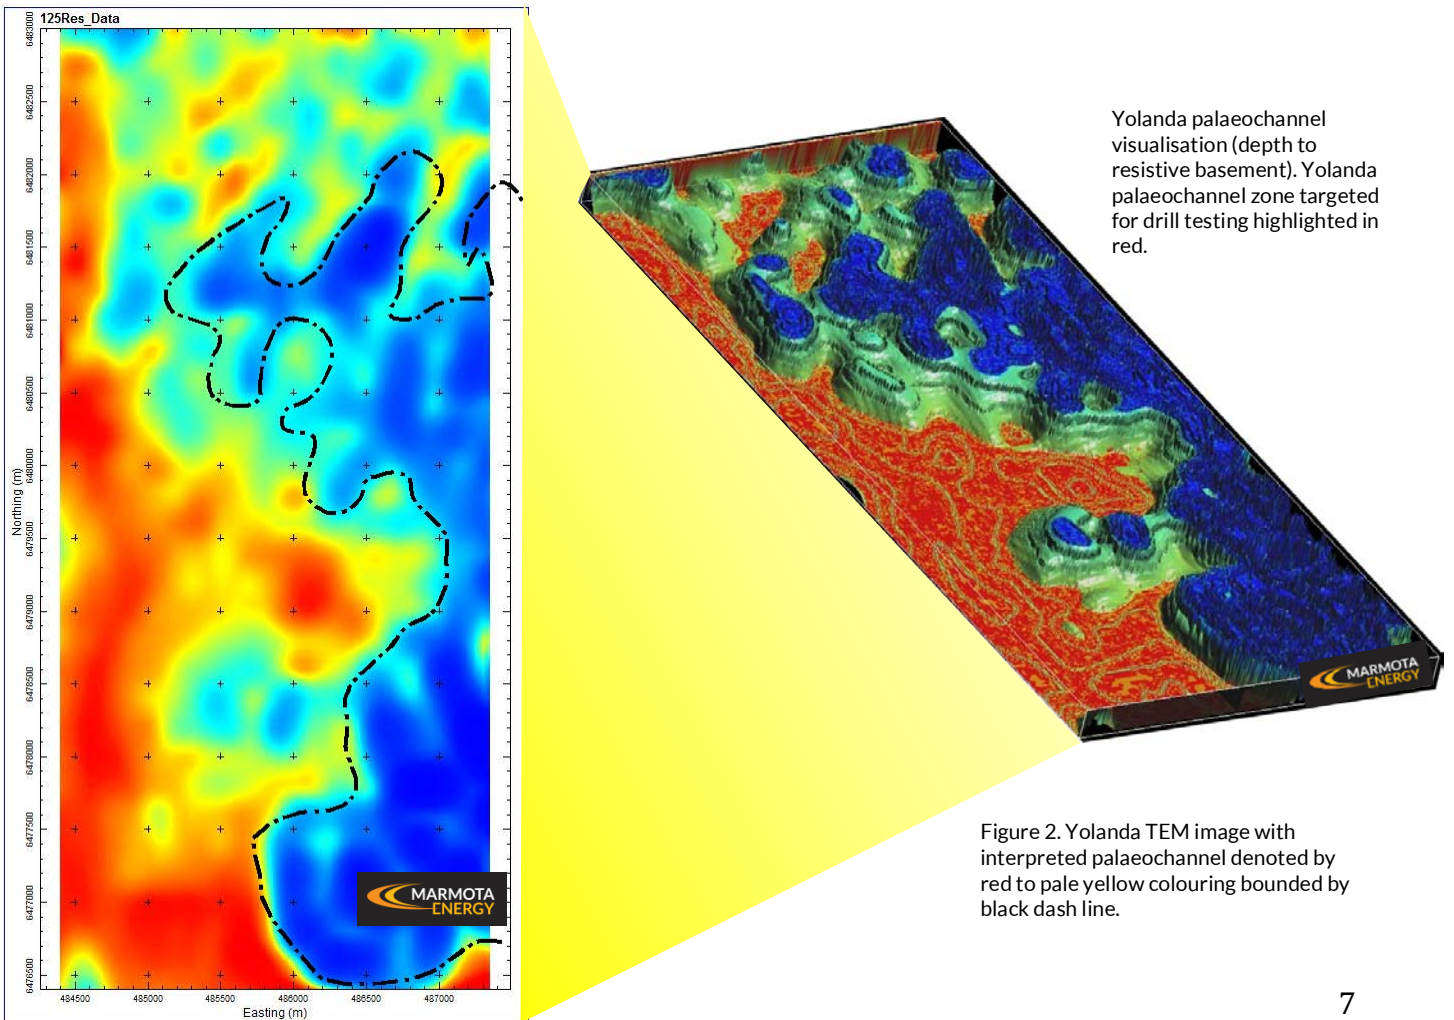 125Res_Data
6483000
6482500
6482000
6481500
6481000
6480500
6480000
6479500
6479000
6478500
6478000
6477500
6477000
6476500
Northing (m)
484500 485000 485500 486000 486500 487000
Easting (m)
MARMOTA
ENERGY
Yolanda palaeochannel
visualisation (depth to
resistive basement). Yolanda
palaeochannel zone targeted
for drill testing highlighted in
red.
MARMOTA
ENERGY
Figure 2. Yolanda TEM image with
interpreted palaeochannel denoted by
red to pale yellow colouring bounded by
black dash line.
7